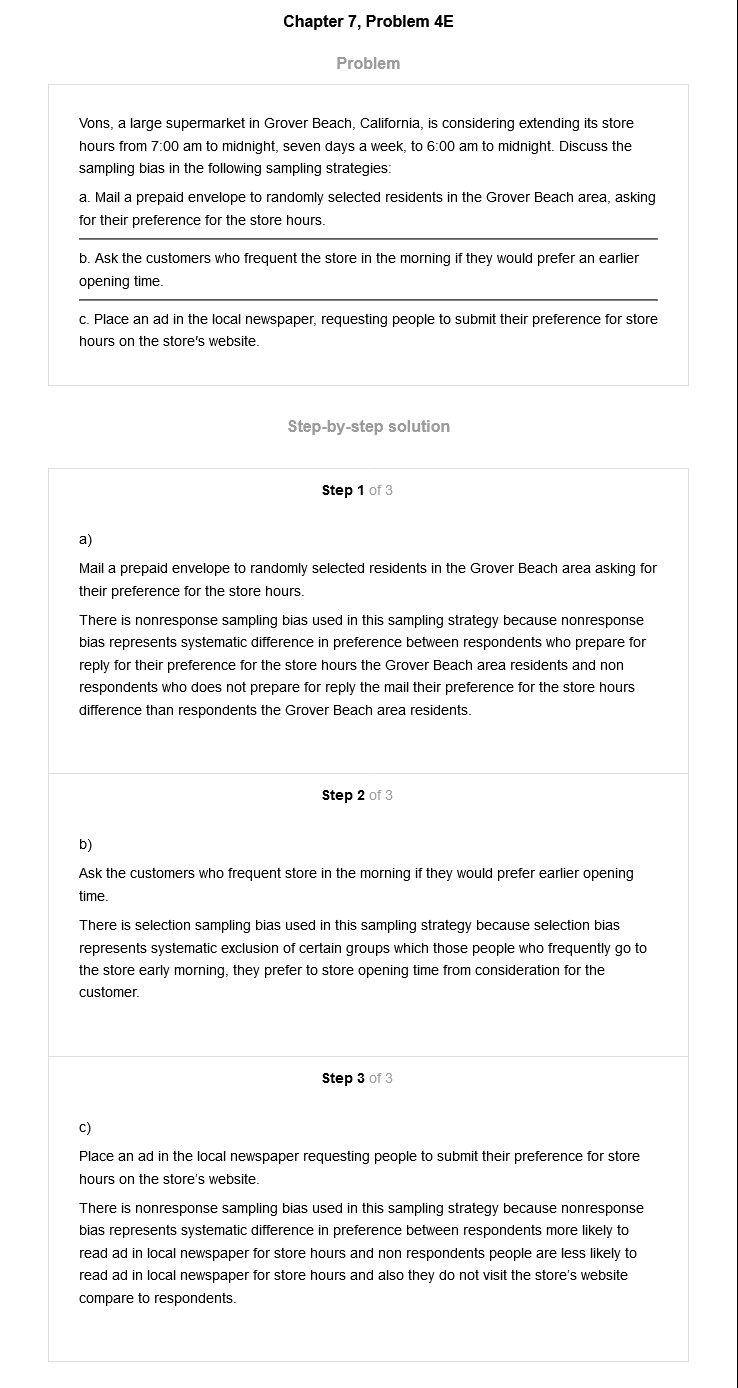 Chapter 7, Problem 4E
Problem
Vons, a large supermarket in Grover Beach, California, is considering extending its store
hours from 7:00 am to midnight, seven days a week, to 6:00 am to midnight. Discuss the
sampling bias in the following sampling strategies:
a. Mail a prepaid envelope to randomly selected residents in the Grover Beach area, asking
for their preference for the store hours.
b. Ask the customers who frequent the store in the morning if they would prefer an earlier
opening time.
c. Place an ad in the local newspaper, requesting people to submit their preference for store
hours on the store's website.
Step-by-step solution
Step 1 of 3
a)
Mail a prepaid envelope to randomly selected residents in the Grover Beach area asking for
their preference for the store hours.
There is nonresponse sampling bias used in this sampling strategy because nonresponse
bias represents systematic difference in preference between respondents who prepare for
reply for their preference for the store hours the Grover Beach area residents and non
respondents who does not prepare for reply the mail their preference for the store hours
difference than respondents the Grover Beach area residents.
Step 2 of 3
b)
Ask the customers who frequent store in the morning if they would prefer earlier opening
time.
There is selection sampling bias used in this sampling strategy because selection bias
represents systematic exclusion of certain groups which those people who frequently go to
the store early morning, they prefer to store opening time from consideration for the
customer.
Step 3 of 3
c)
Place an ad in the local newspaper requesting people to submit their preference for store
hours on the store's website.
There is nonresponse sampling bias used in this sampling strategy because nonresponse
bias represents systematic difference in preference between respondents more likely to
read ad in local newspaper for store hours and non respondents people are less likely to
read ad in local newspaper for store hours and also they do not visit the store's website
compare to respondents.